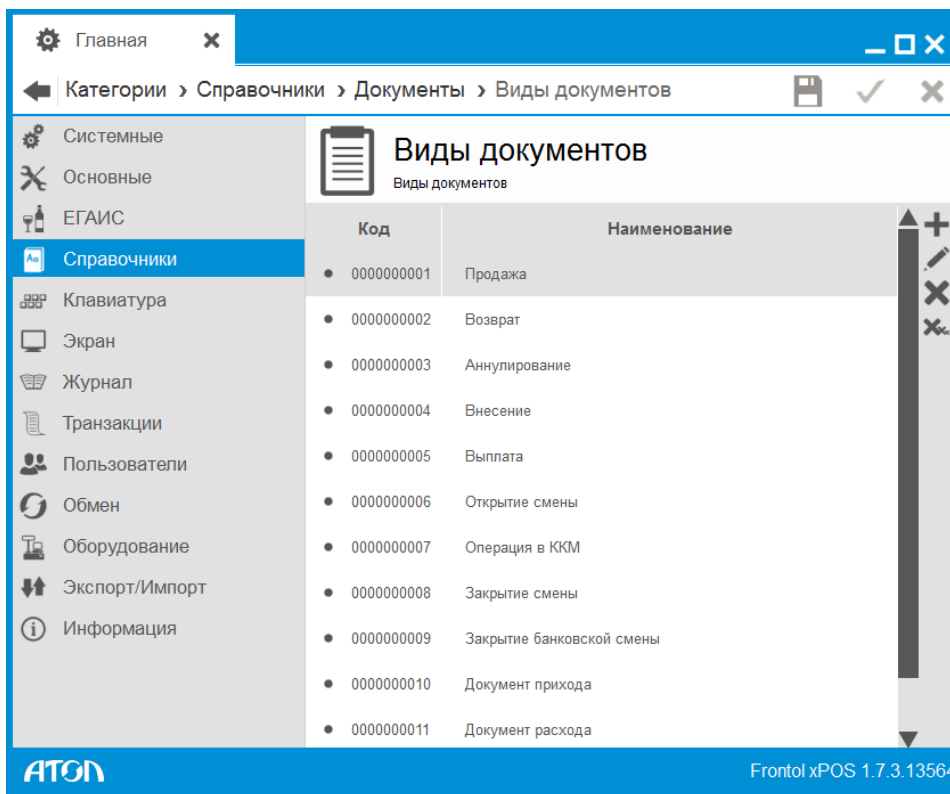 Главная
Категории › Справочники › Документы › Виды документов
Системные
Основные
ЕГАИС
Справочники
Клавиатура
Экран
Журнал
Транзакции
Пользователи
Обмен
Оборудование
Экспорт/Импорт
Информация
Виды документов
Виды документов
Код Наименование
0000000001 Продажа
0000000002 Возврат
0000000003 Аннулирование
0000000004 Внесение
0000000005 Выплата
0000000006 Открытие смены
0000000007 Операция в ККМ
0000000008 Закрытие смены
0000000009 Закрытие банковской смены
0000000010 Документ прихода
0000000011 Документ расхода
ATOL Frontol xPOS 1.7.3.13564